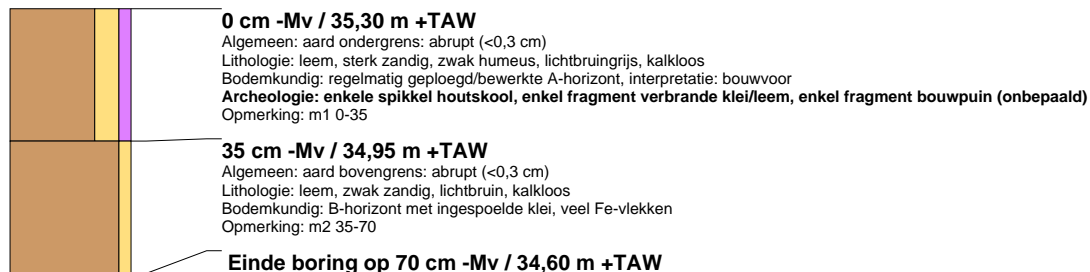 0 cm -Mv / 35,30 m +TAW
Algemeen: aard ondergrens: abrupt (<0,3 cm)
Lithologie: leem, sterk zandig, zwak humeus, lichtbruingrijs, kalkloos
Bodemkundig: regelmatig geploegd/bewerkte A-horizont, interpretatie: bouwvoor
Archeologie: enkele spikkel houtskool, enkel fragment verbrande klei/leem, enkel fragment bouwpuin (onbepaald)
Opmerking: m1 0-35
35 cm -Mv / 34,95 m +TAW
Algemeen: aard bovengrens: abrupt (<0,3 cm)
Lithologie: leem, zwak zandig, lichtbruin, kalkloos
Bodemkundig: B-horizont met ingespoelde klei, veel Fe-vlekken
Opmerking: m2 35-70
Einde boring op 70 cm -Mv / 34,60 m +TAW